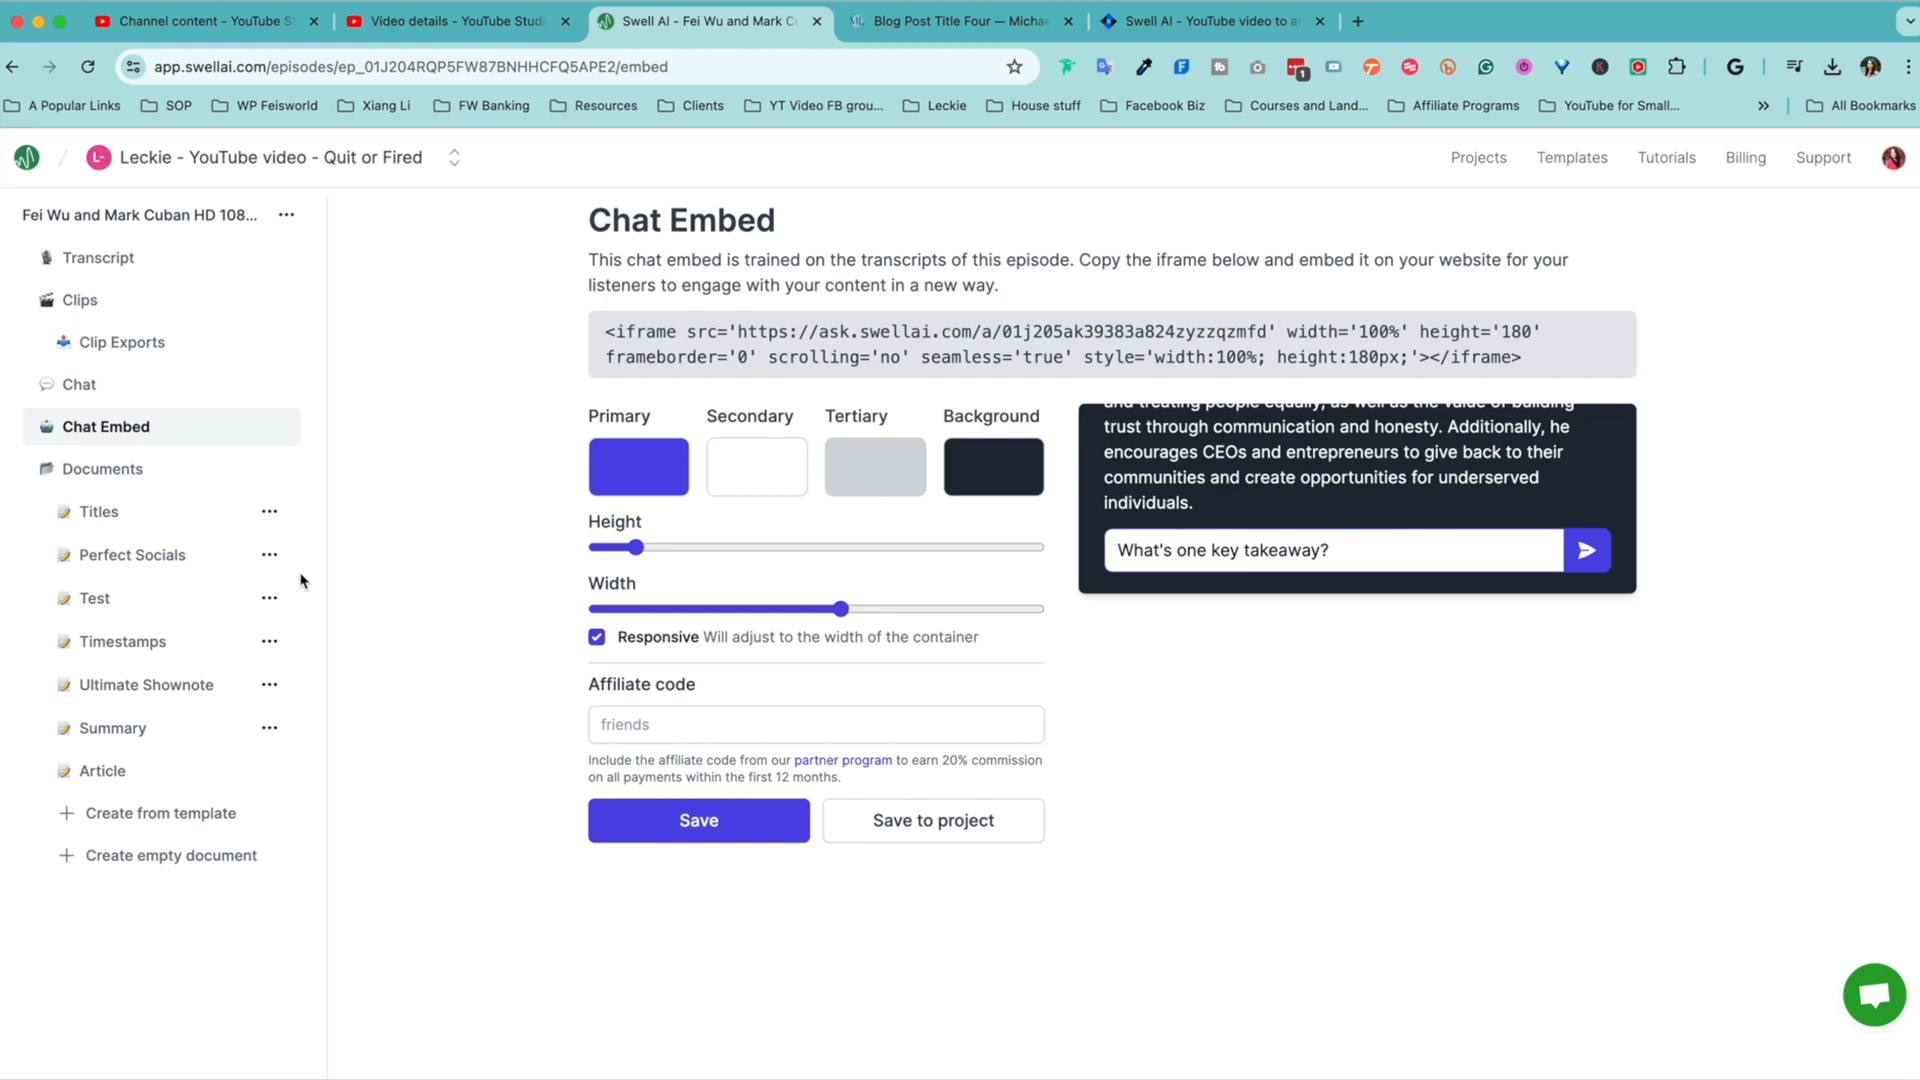 Channel content - YouTube St
Video details - YouTube Studi
Swell AI - Fei Wu and Mark Cu
Blog Post Title Four — Michae
Swell AI - YouTube video to a
app.swellai.com/episodes/ep_01J204RQP5FW87BNHHCFQ5APE2/embed
A Popular Links
SOP
WP Feisworld
Xiang Li
FW Banking
Resources
Clients
YT Video FB grou...
Leckie
House stuff
Facebook Biz
Courses and Land...
Affiliate Programs
YouTube for Small...
All Bookmarks
L-
Leckie - YouTube video - Quit or Fired
Projects
Templates
Tutorials
Billing
Support
Fei Wu and Mark Cuban HD 108...
Transcript
Clips
Clip Exports
Chat
Chat Embed
Documents
Titles
Perfect Socials
Test
Timestamps
Ultimate Shownote
Summary
Article
Create from template
Create empty document
Chat Embed
This chat embed is trained on the transcripts of this episode. Copy the iframe below and embed it on your website for your
listeners to engage with your content in a new way.
<iframe src='https://ask.swellai.com/a/01j205ak39383a824zyzzqzmfd' width='100%' height='180'
frameborder='0' scrolling='no' seamless='true' style='width:100%; height:180px;'></iframe>
Primary
Secondary
Tertiary
Background
Height
Width
Responsive Will adjust to the width of the container
Affiliate code
friends
Include the affiliate code from our partner program to earn 20% commission
on all payments within the first 12 months.
Save
Save to project
and treating people equally, as well as the value of building
trust through communication and honesty. Additionally, he
encourages CEOs and entrepreneurs to give back to their
communities and create opportunities for underserved
individuals.
What's one key takeaway?